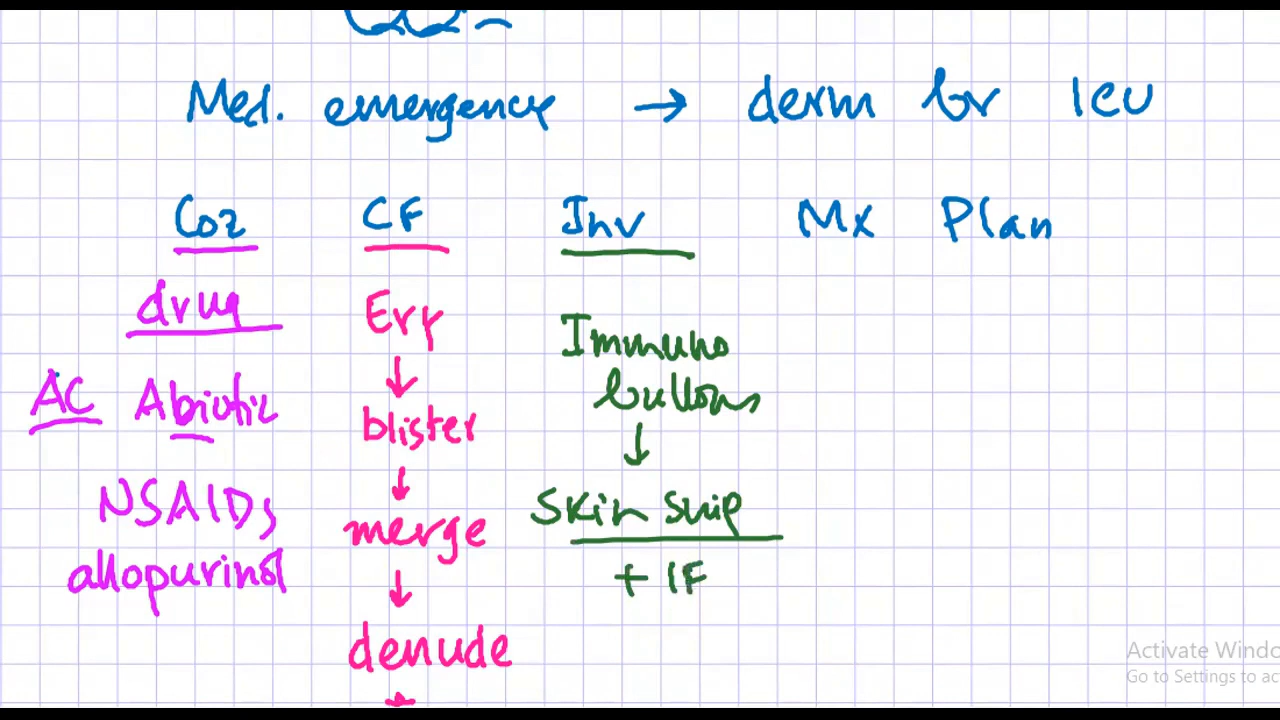 Med. emergency → derm br ICU
Coz CF Inv Mx Plan
drug
AC Abiotic
NSAIDs
allopurinol
Ery
↓
blister
↓
merge
↓
denude
Immuno
bullous
↓
Skin snip
+ IF
Activate Windo
Go to Settings to ac